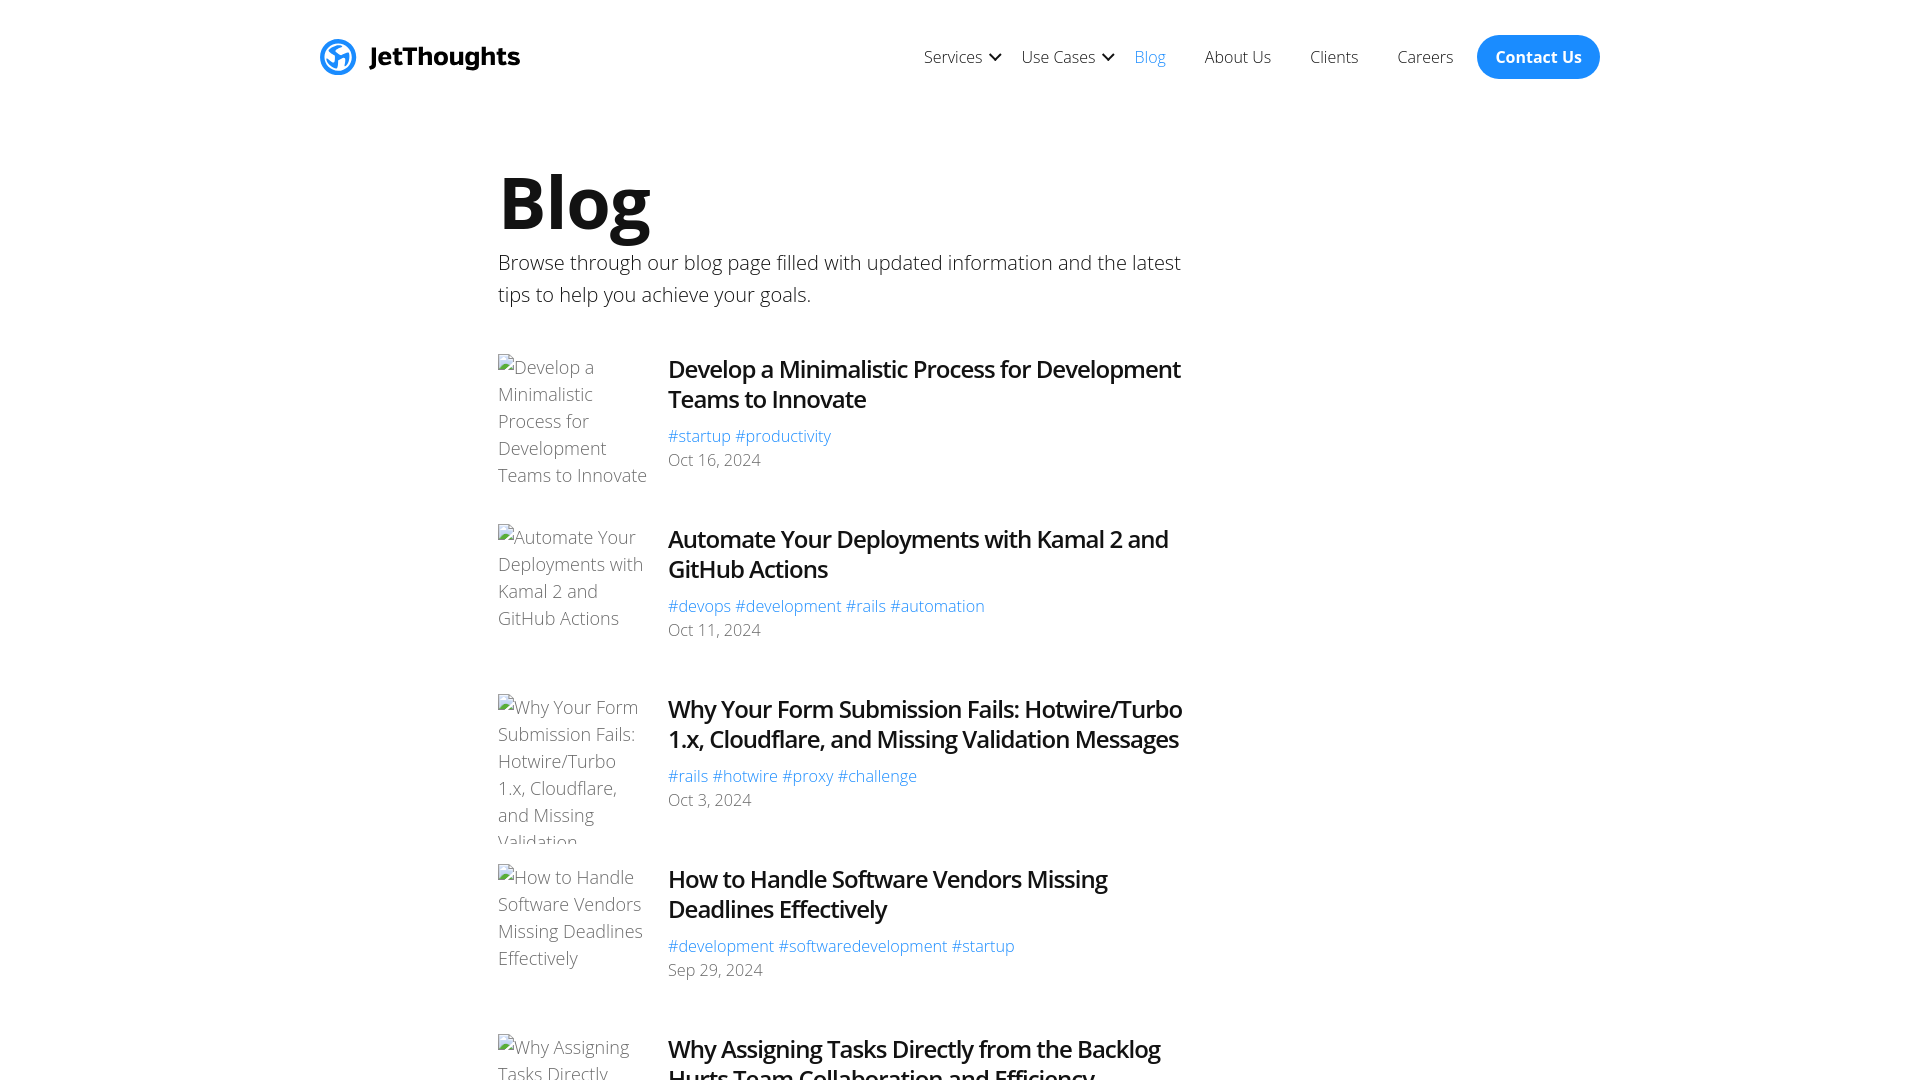 JetThoughts
Services
Use Cases
Blog
About Us
Clients
Careers
Contact Us
Blog
Browse through our blog page filled with updated information and the latest
tips to help you achieve your goals.
Develop a
Minimalistic
Process for
Development
Teams to Innovate
Develop a Minimalistic Process for Development
Teams to Innovate
#startup #productivity
Oct 16, 2024
Automate Your
Deployments with
Kamal 2 and
GitHub Actions
Automate Your Deployments with Kamal 2 and
GitHub Actions
#devops #development #rails #automation
Oct 11, 2024
Why Your Form
Submission Fails:
Hotwire/Turbo
1.x, Cloudflare,
and Missing
Validation
Why Your Form Submission Fails: Hotwire/Turbo
1.x, Cloudflare, and Missing Validation Messages
#rails #hotwire #proxy #challenge
Oct 3, 2024
How to Handle
Software Vendors
Missing Deadlines
Effectively
How to Handle Software Vendors Missing
Deadlines Effectively
#development #softwaredevelopment #startup
Sep 29, 2024
Why Assigning
Tasks Directly
Why Assigning Tasks Directly from the Backlog
Hurts Team Collaboration and Efficiency